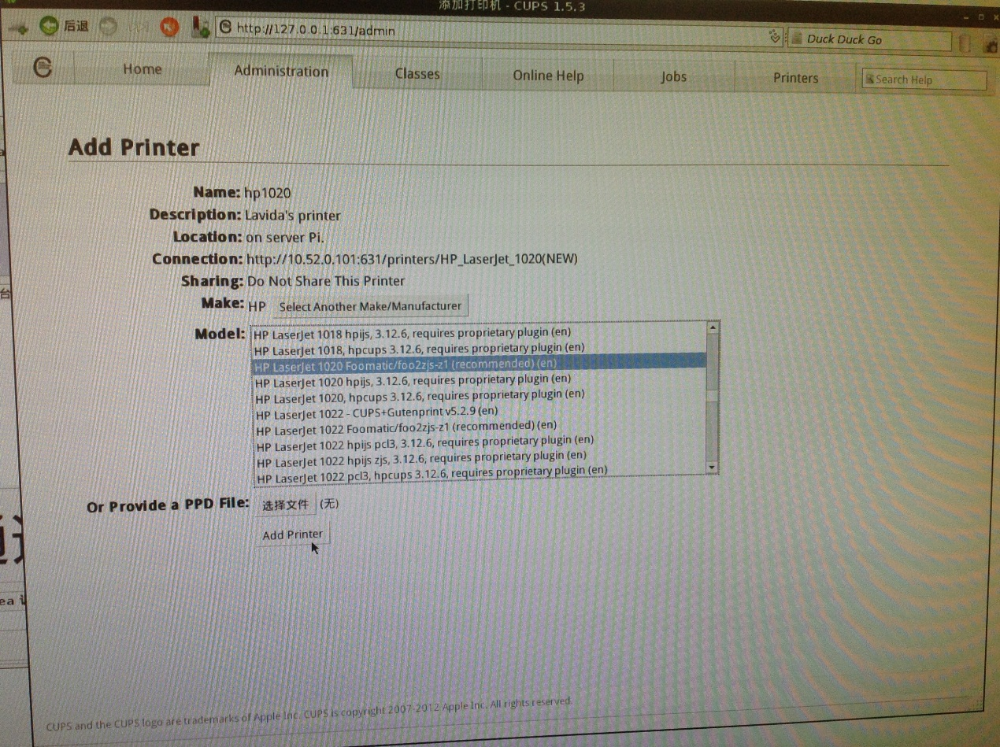 添加打印机 - CUPS 1.5.3
后退
http://127.0.0.1:631/admin
Duck Duck Go
Home
Administration
Classes
Online Help
Jobs
Printers
Search Help
Add Printer
Name: hp1020
Description: Lavida's printer
Location: on server Pi.
Connection: http://10.52.0.101:631/printers/HP_LaserJet_1020(NEW)
Sharing: Do Not Share This Printer
Make: HP Select Another Make/Manufacturer
Model:
HP LaserJet 1018 hpijs, 3.12.6, requires proprietary plugin (en)
HP LaserJet 1018, hpcups 3.12.6, requires proprietary plugin (en)
HP LaserJet 1020 Foomatic/foo2zjs-z1 (recommended) (en)
HP LaserJet 1020 hpijs, 3.12.6, requires proprietary plugin (en)
HP LaserJet 1020, hpcups 3.12.6, requires proprietary plugin (en)
HP LaserJet 1022 - CUPS+Gutenprint v5.2.9 (en)
HP LaserJet 1022 Foomatic/foo2zjs-z1 (recommended) (en)
HP LaserJet 1022 hpijs pcl3, 3.12.6, requires proprietary plugin (en)
HP LaserJet 1022 hpijs zjs, 3.12.6, requires proprietary plugin (en)
HP LaserJet 1022 pcl3, hpcups 3.12.6, requires proprietary plugin (en)
Or Provide a PPD File: 选择文件 (无)
Add Printer
CUPS and the CUPS logo are trademarks of Apple Inc. CUPS is copyright 2007-2012 Apple Inc. All rights reserved.
台
ea